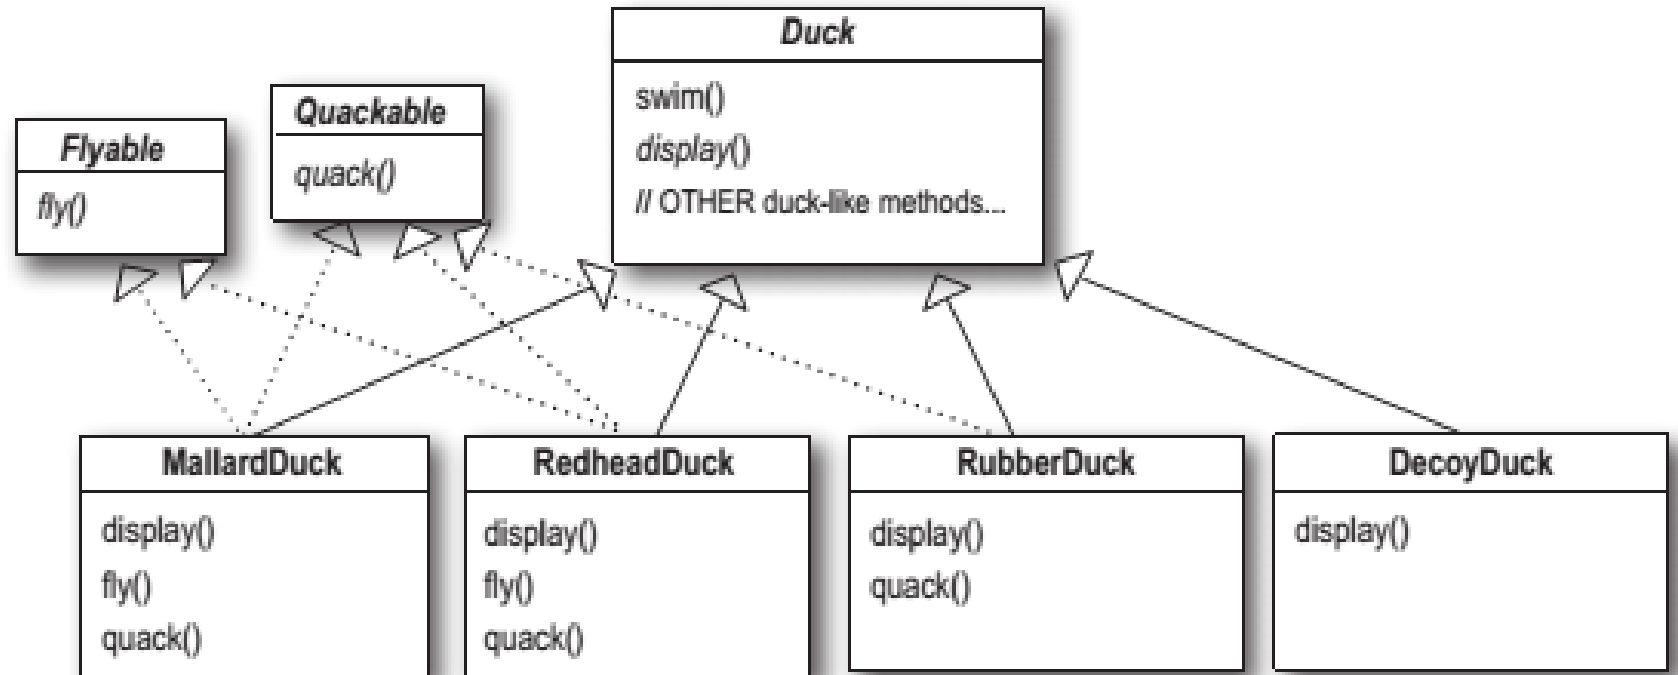 Duck
swim()
display()
// OTHER duck-like methods...
Quackable
quack()
Flyable
fly()
MallardDuck
display()
fly()
quack()
RedheadDuck
display()
fly()
quack()
RubberDuck
display()
quack()
DecoyDuck
display()